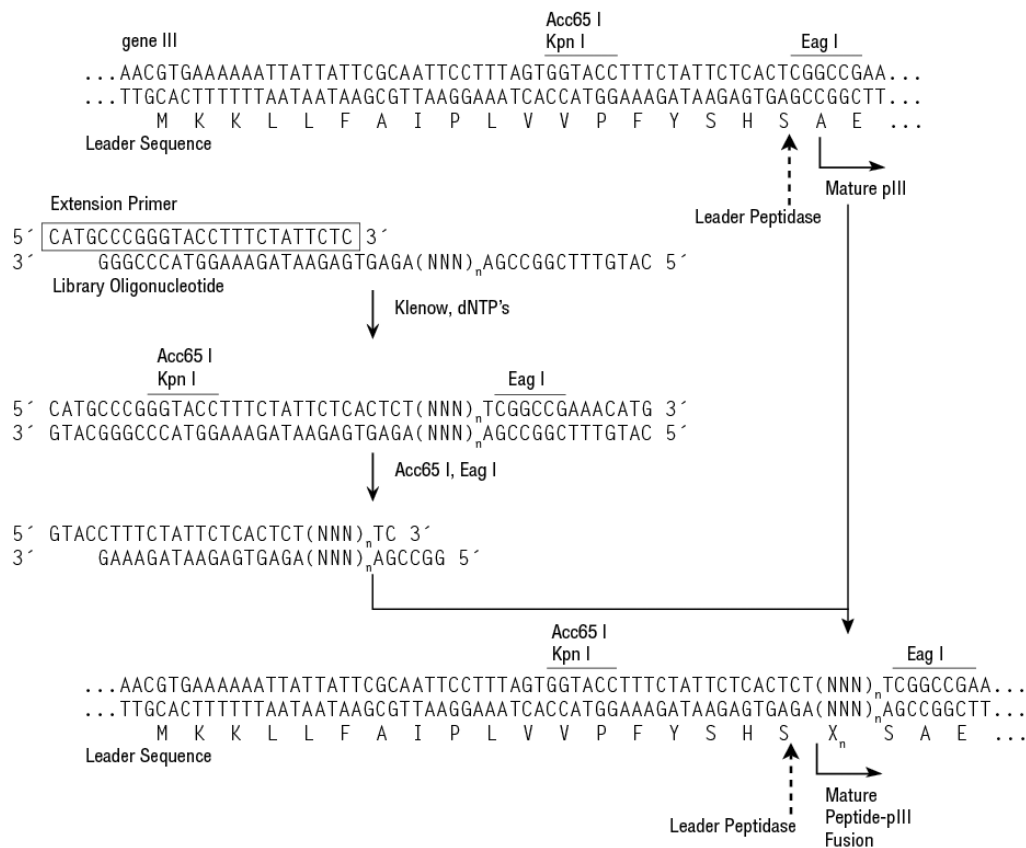 Acc65 I
gene III Kpn I Eag I
...AACGTGAAAAAATTATTATTCGCAATTCCTTTAGTGGTACCTTTCTATTCTCACTCGGCCGAA...
...TTGCACTTTTTTAATAATAAGCGTTAAGGAAATCACCATGGAAAGATAAGAGTGAGCCGGCTT...
M K K L L F A I P L V V P F Y S H S A E ...
Leader Sequence
Mature pIII
Leader Peptidase
Extension Primer
5´ CATGCCCGGGTACCTTTCTATTCTC 3´
3´ GGGCCCATGGAAAGATAAGAGTGAGA(NNN)nAGCCGGCTTTGTAC 5´
Library Oligonucleotide
Klenow, dNTP's
Acc65 I
Kpn I Eag I
5´ CATGCCCGGGTACCTTTCTATTCTCACTCT(NNN)nTCGGCCGAAACATG 3´
3´ GTACGGGCCCATGGAAAGATAAGAGTGAGA(NNN)nAGCCGGCTTTGTAC 5´
Acc65 I, Eag I
5´ GTACCTTTCTATTCTCACTCT(NNN)nTC 3´
3´ GAAAGATAAGAGTGAGA(NNN)nAGCCGG 5´
Acc65 I
Kpn I Eag I
...AACGTGAAAAAATTATTATTCGCAATTCCTTTAGTGGTACCTTTCTATTCTCACTCT(NNN)nTCGGCCGAA...
...TTGCACTTTTTTAATAATAAGCGTTAAGGAAATCACCATGGAAAGATAAGAGTGAGA(NNN)nAGCCGGCTT...
M K K L L F A I P L V V P F Y S H S Xn S A E ...
Leader Sequence
Leader Peptidase
Mature
Peptide-pIII
Fusion